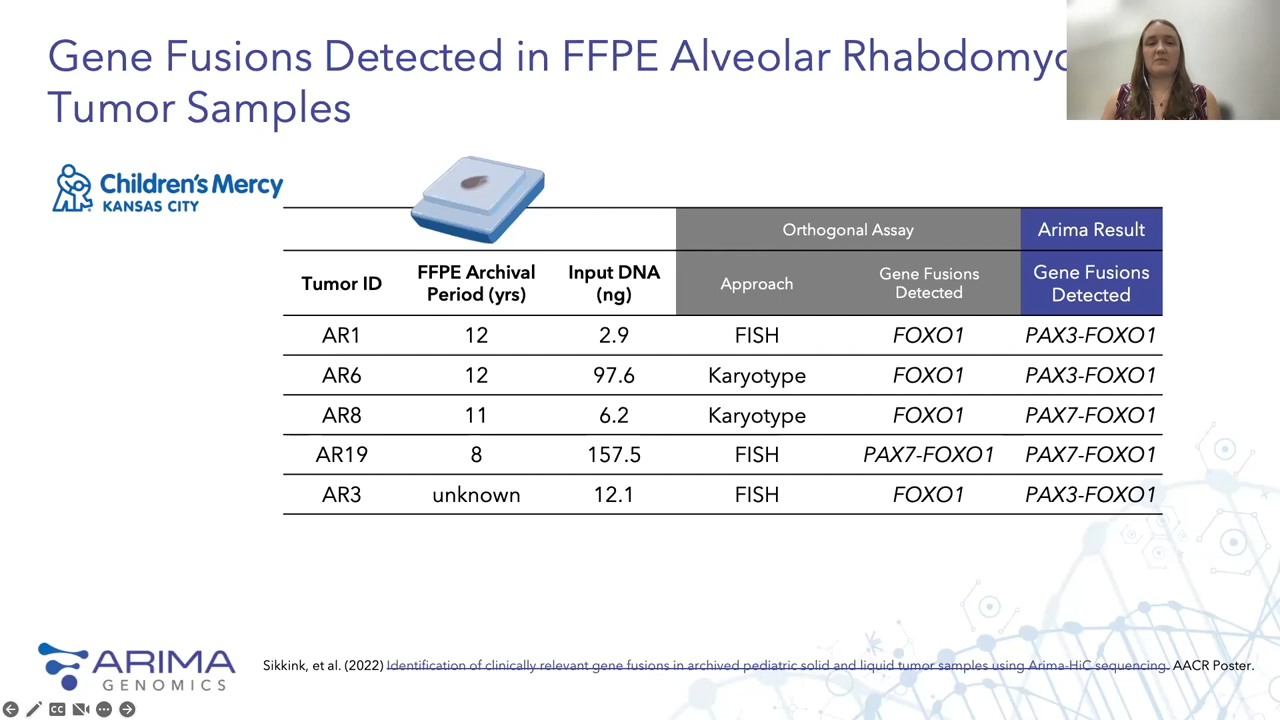 Gene Fusions Detected in FFPE Alveolar
Tumor Samples
Children's Mercy
KANSAS CITY
Orthogonal Assay Arima Result
Tumor ID FFPE Archival Period (yrs) Input DNA (ng) Approach Gene Fusions Detected Gene Fusions Detected
AR1 12 2.9 FISH FOXO1 PAX3-FOXO1
AR6 12 97.6 Karyotype FOXO1 PAX3-FOXO1
AR8 11 6.2 Karyotype FOXO1 PAX7-FOXO1
AR19 8 157.5 FISH PAX7-FOXO1 PAX7-FOXO1
AR3 unknown 12.1 FISH FOXO1 PAX3-FOXO1
ARIMA
GENOMICS
Sikkink, et al. (2022) Identification of clinically relevant gene fusions in archived pediatric solid and liquid tumor samples using Arima-HiC sequencing. AACR Poster.
CC